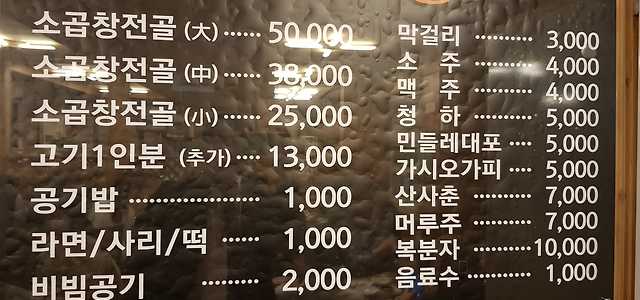 소곱창전골 (大) ······ 50,000
소곱창전골 (中) ······ 38,000
소곱창전골 (小) ······ 25,000
고기1인분 (추가) ···· 13,000
공기밥 ···················· 1,000
라면/사리/떡 ······ 1,000
비빔공기 ········· 2,000
막걸리 ·········· 3,000
소 주 ·········· 4,000
맥 주 ·········· 4,000
청 하 ·········· 5,000
민들레대포 ···· 5,000
가시오가피 ···· 5,000
산사춘 ·········· 7,000
머루주 ·········· 7,000
복분자 ·········· 10,000
음료수 ··········· 1,000